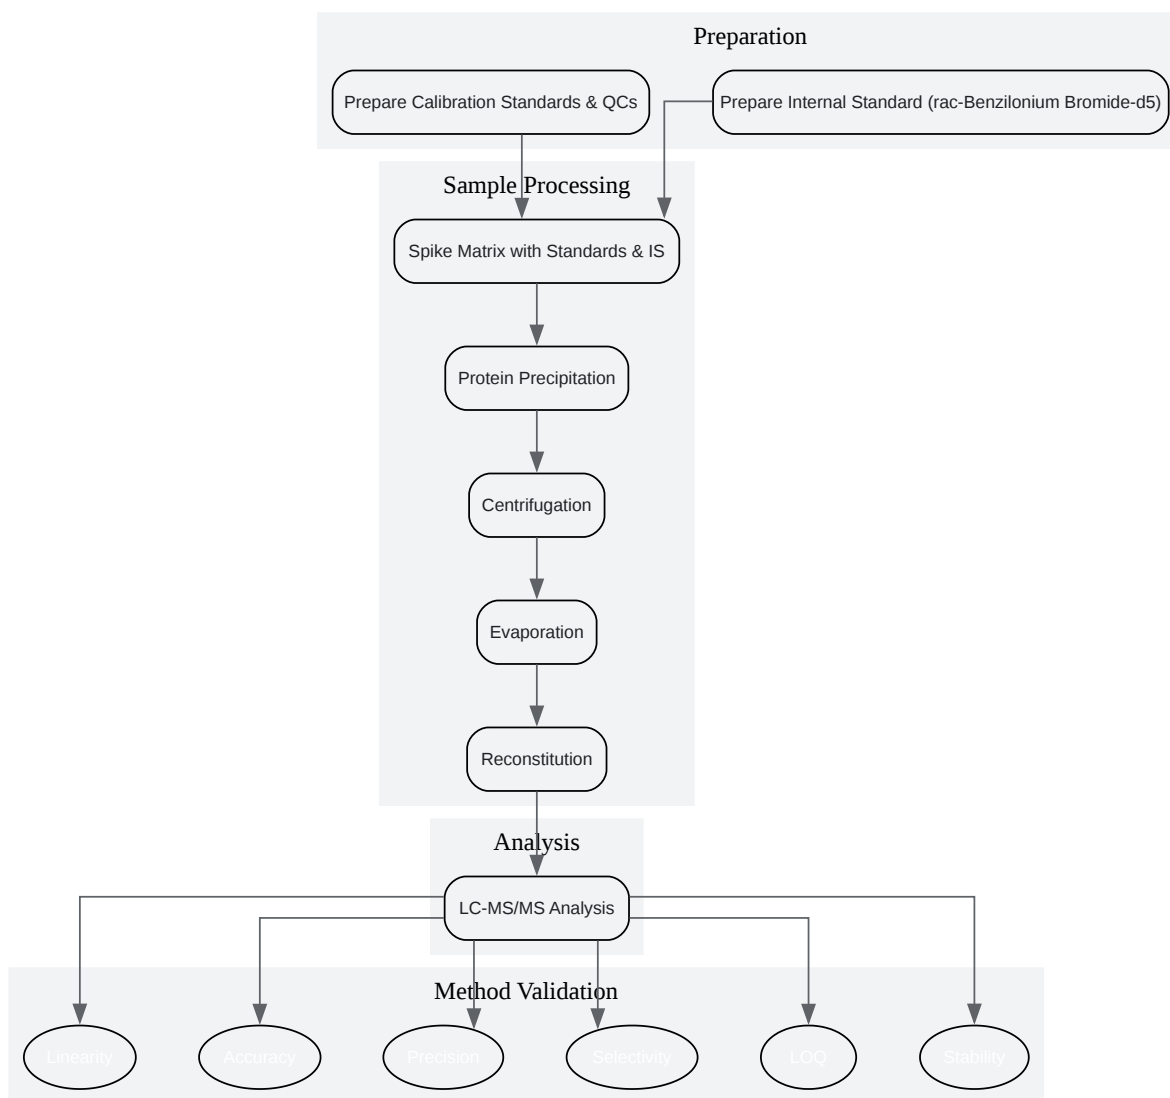 Preparation
Prepare Calibration Standards & QCs
Prepare Internal Standard (rac-Benzilonium Bromide-d5)
Sample Processing
Spike Matrix with Standards & IS
Protein Precipitation
Centrifugation
Evaporation
Reconstitution
Analysis
LC-MS/MS Analysis
Method Validation
Linearity
Accuracy
Precision
Selectivity
LOQ
Stability